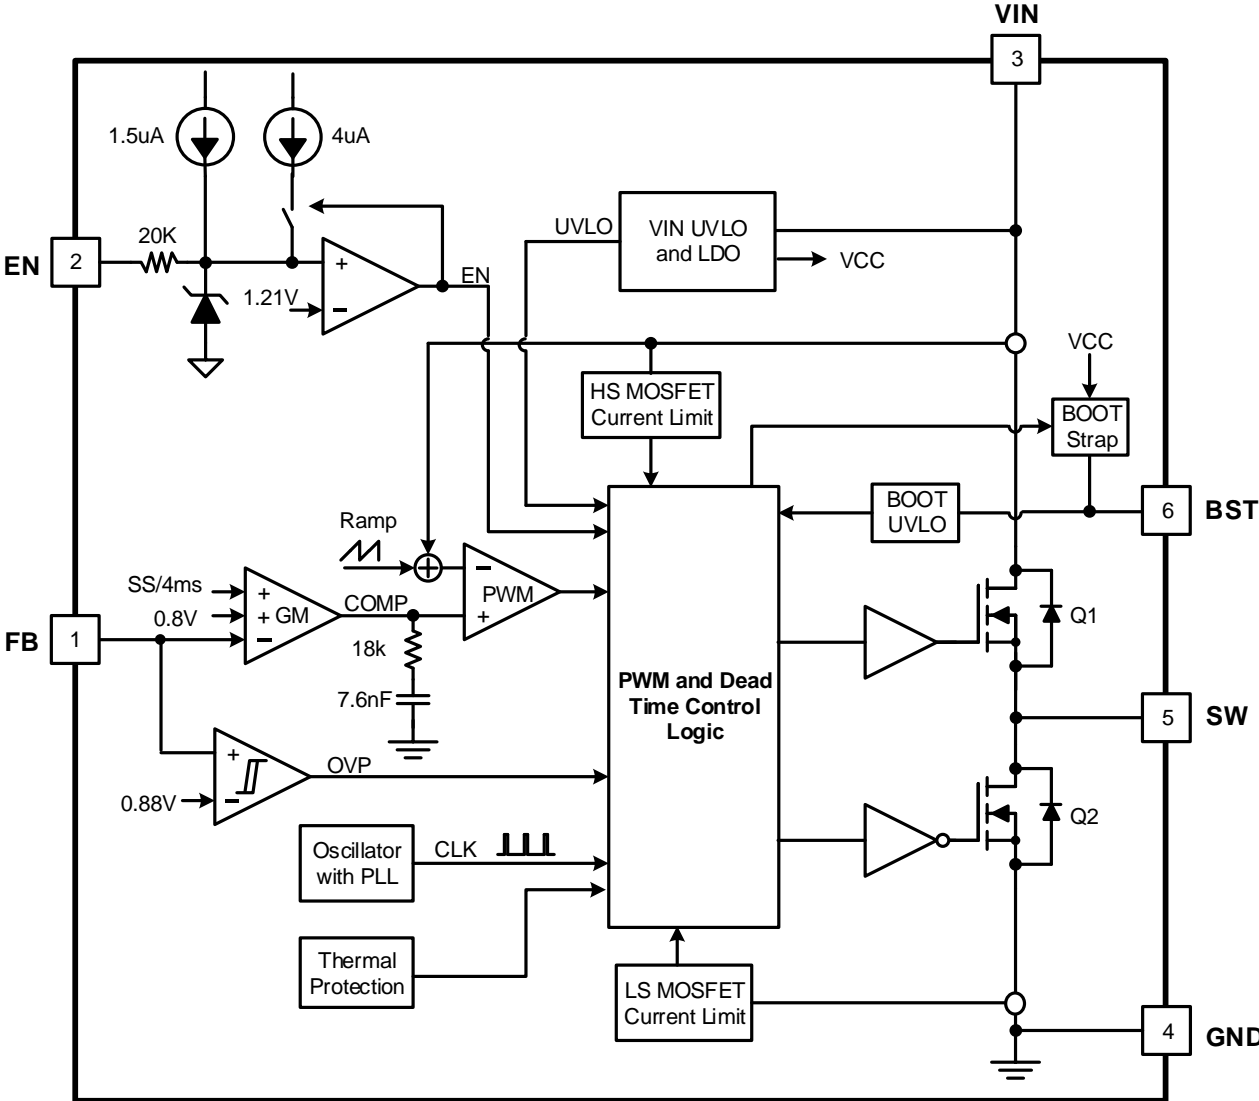 VIN
3
1.5uA
4uA
20K
EN
2
+
1.21V
−
EN
UVLO
VIN UVLO
and LDO
VCC
HS MOSFET
Current Limit
VCC
BOOT
Strap
BOOT
UVLO
6
BST
Ramp
+
−
PWM
+
SS/4ms
0.8V
+
+ GM
−
COMP
FB
1
18k
7.6nF
PWM and Dead
Time Control
Logic
Q1
5
SW
+
0.88V
−
OVP
Q2
Oscillator
with PLL
CLK
Thermal
Protection
LS MOSFET
Current Limit
4
GND